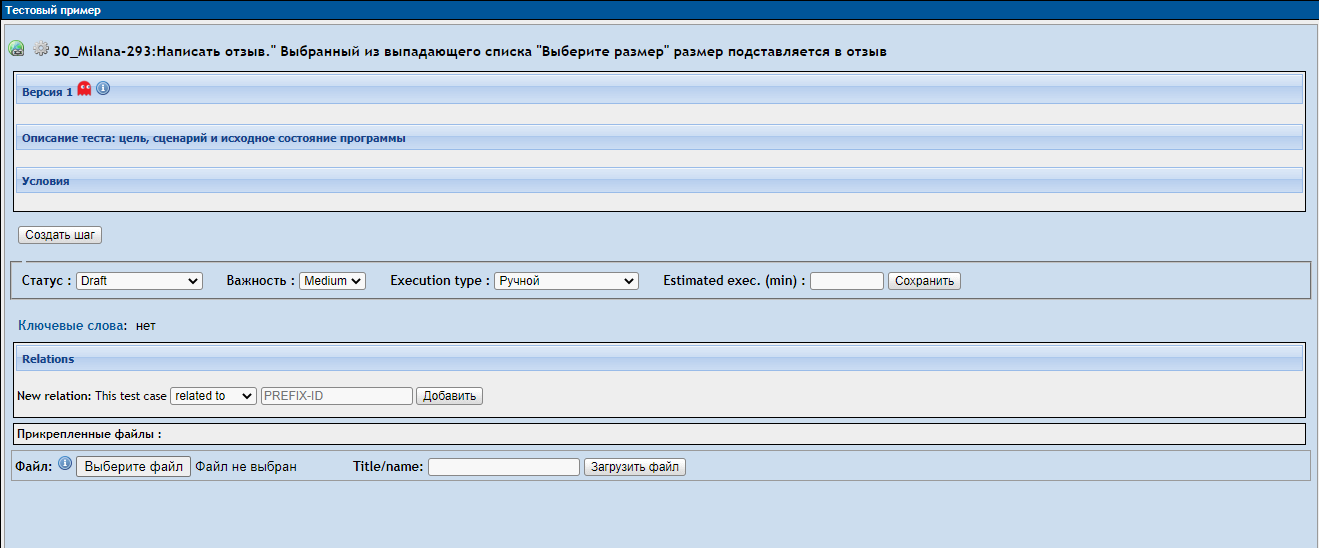 Тестовый пример
30_Milana-293:Написать отзыв." Выбранный из выпадающего списка "Выберите размер" размер подставляется в отзыв
Версия 1
Описание теста: цель, сценарий и исходное состояние программы
Условия
Создать шаг
Статус : Draft Важность : Medium Execution type : Ручной Estimated exec. (min) : Сохранить
Ключевые слова: нет
Relations
New relation: This test case related to PREFIX-ID Добавить
Прикрепленные файлы :
Файл: Выберите файл Файл не выбран Title/name: Загрузить файл